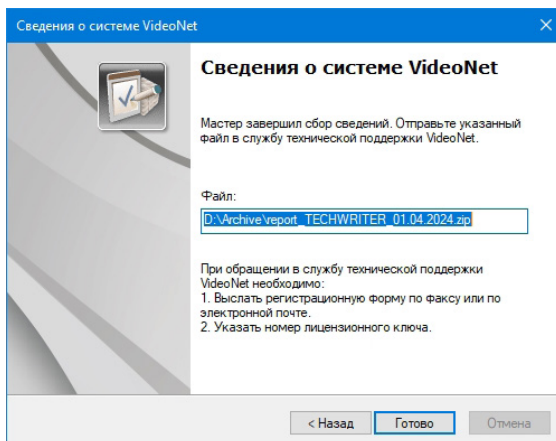 Сведения о системе VideoNet
Сведения о системе VideoNet
Мастер завершил сбор сведений. Отправьте указанный
файл в службу технической поддержки VideoNet.
Файл:
D:\Archive\report_TECHWRITER_01.04.2024.zip
При обращении в службу технической поддержки
VideoNet необходимо:
1. Выслать регистрационную форму по факсу или по
электронной почте.
2. Указать номер лицензионного ключа.
< Назад Готово Отмена